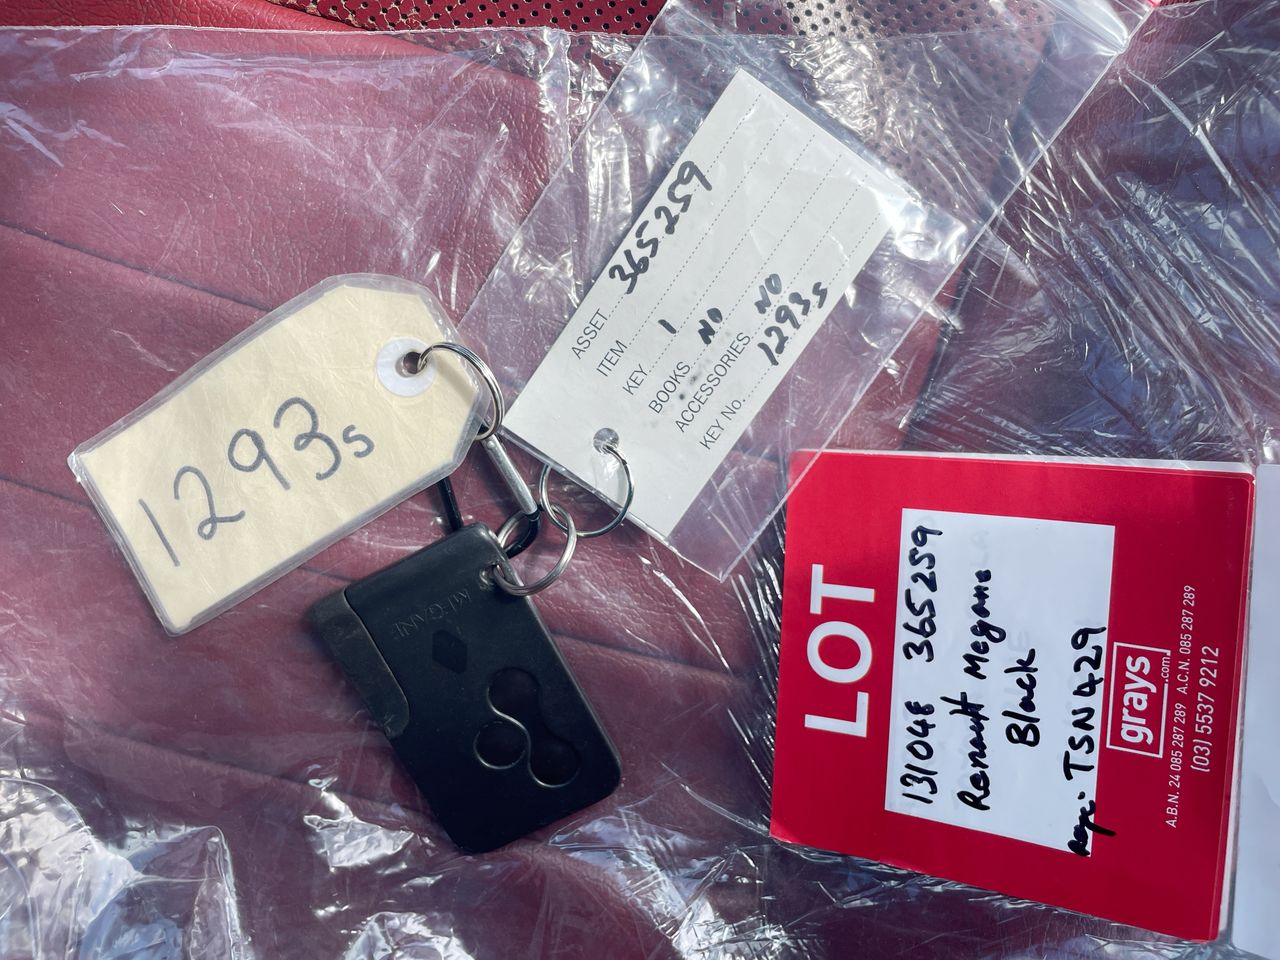 1293s
ASSET 365259
ITEM
KEY 1
BOOKS NO
ACCESSORIES NO
KEY No. 1293s
MEGANE
LOT
131048 365259
Renault Megane
Black
Rego: TSN429
grays
.com
A.B.N. 24 085 287 289 A.C.N. 085 287 289
(03) 5537 9212